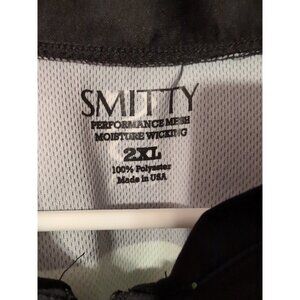 SMITTY
PERFORMANCE MESH
MOISTURE WICKING
2XL
100% Polyester
Made in USA